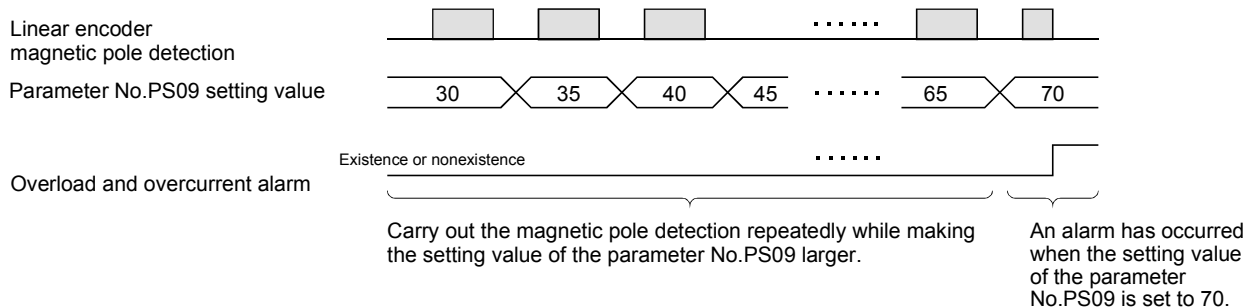 Linear encoder
magnetic pole detection
Parameter No.PS09 setting value
30 35 40 45 ...... 65 70
Existence or nonexistence
Overload and overcurrent alarm
Carry out the magnetic pole detection repeatedly while making
the setting value of the parameter No.PS09 larger.
An alarm has occurred
when the setting value
of the parameter
No.PS09 is set to 70.